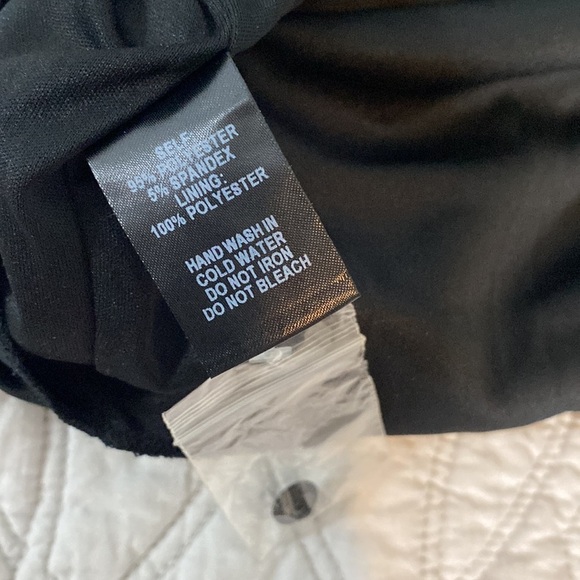 SELF:
95% POLYESTER
5% SPANDEX
LINING:
100% POLYESTER
HAND WASH IN
COLD WATER
DO NOT IRON
DO NOT BLEACH